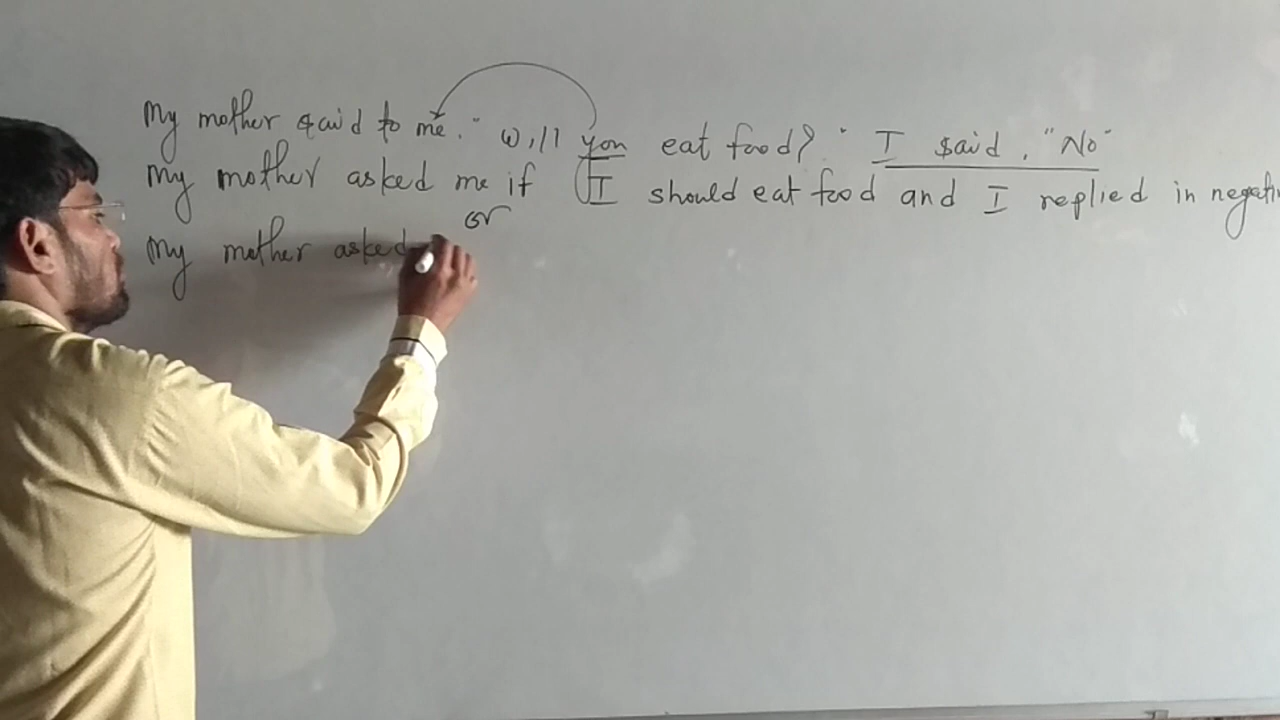 My mother said to me. " Will you eat food? " I said, "No"
My mother asked me if I should eat food and I replied in negati
or
My mother asked